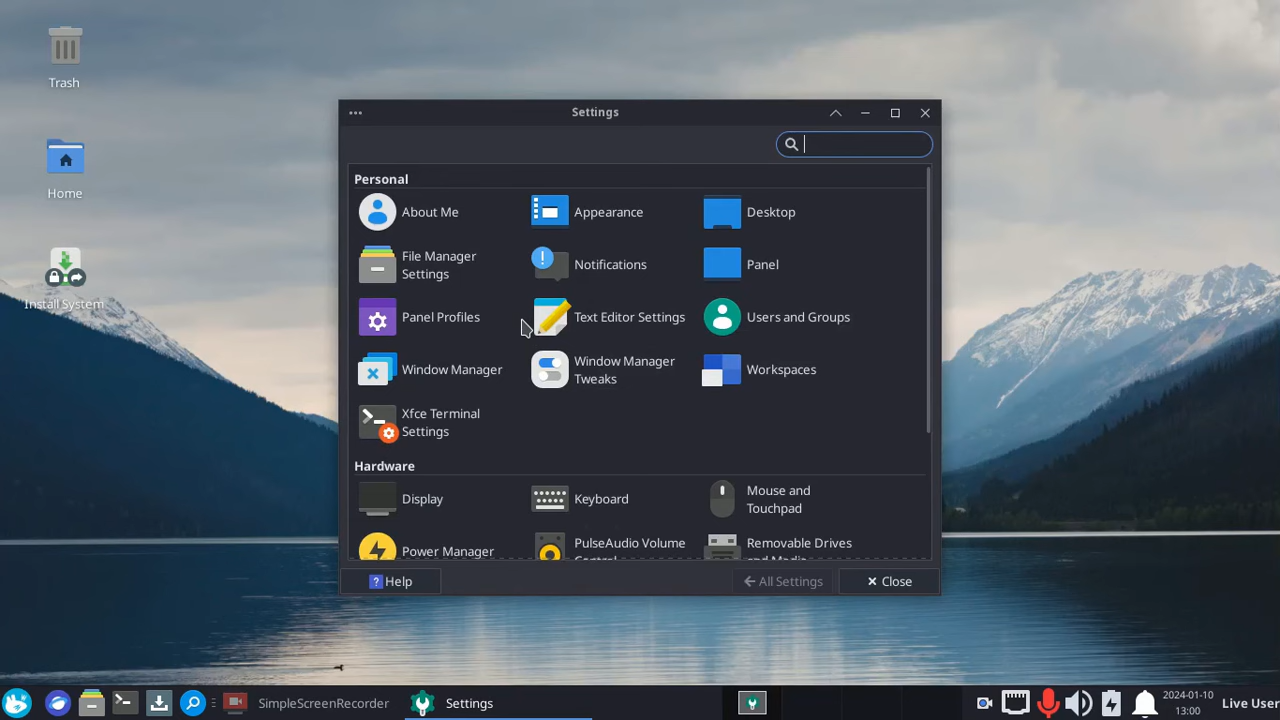 Trash
Home
Install System
Settings
Personal
About Me
Appearance
Desktop
File Manager
Settings
Notifications
Panel
Panel Profiles
Text Editor Settings
Users and Groups
Window Manager
Window Manager
Tweaks
Workspaces
Xfce Terminal
Settings
Hardware
Display
Keyboard
Mouse and
Touchpad
Power Manager
PulseAudio Volume
Control
Removable Drives
and Media
? Help
All Settings
Close
SimpleScreenRecorder
Settings
2024-01-10
13:00
Live User